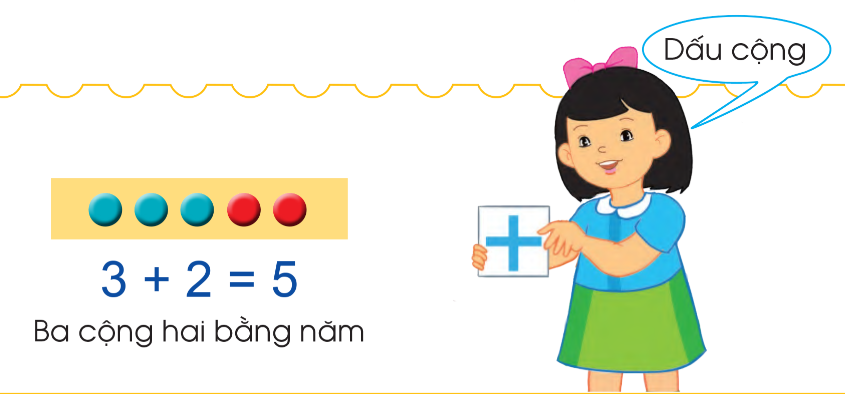 Dấu cộng
3 + 2 = 5
Ba cộng hai bằng năm